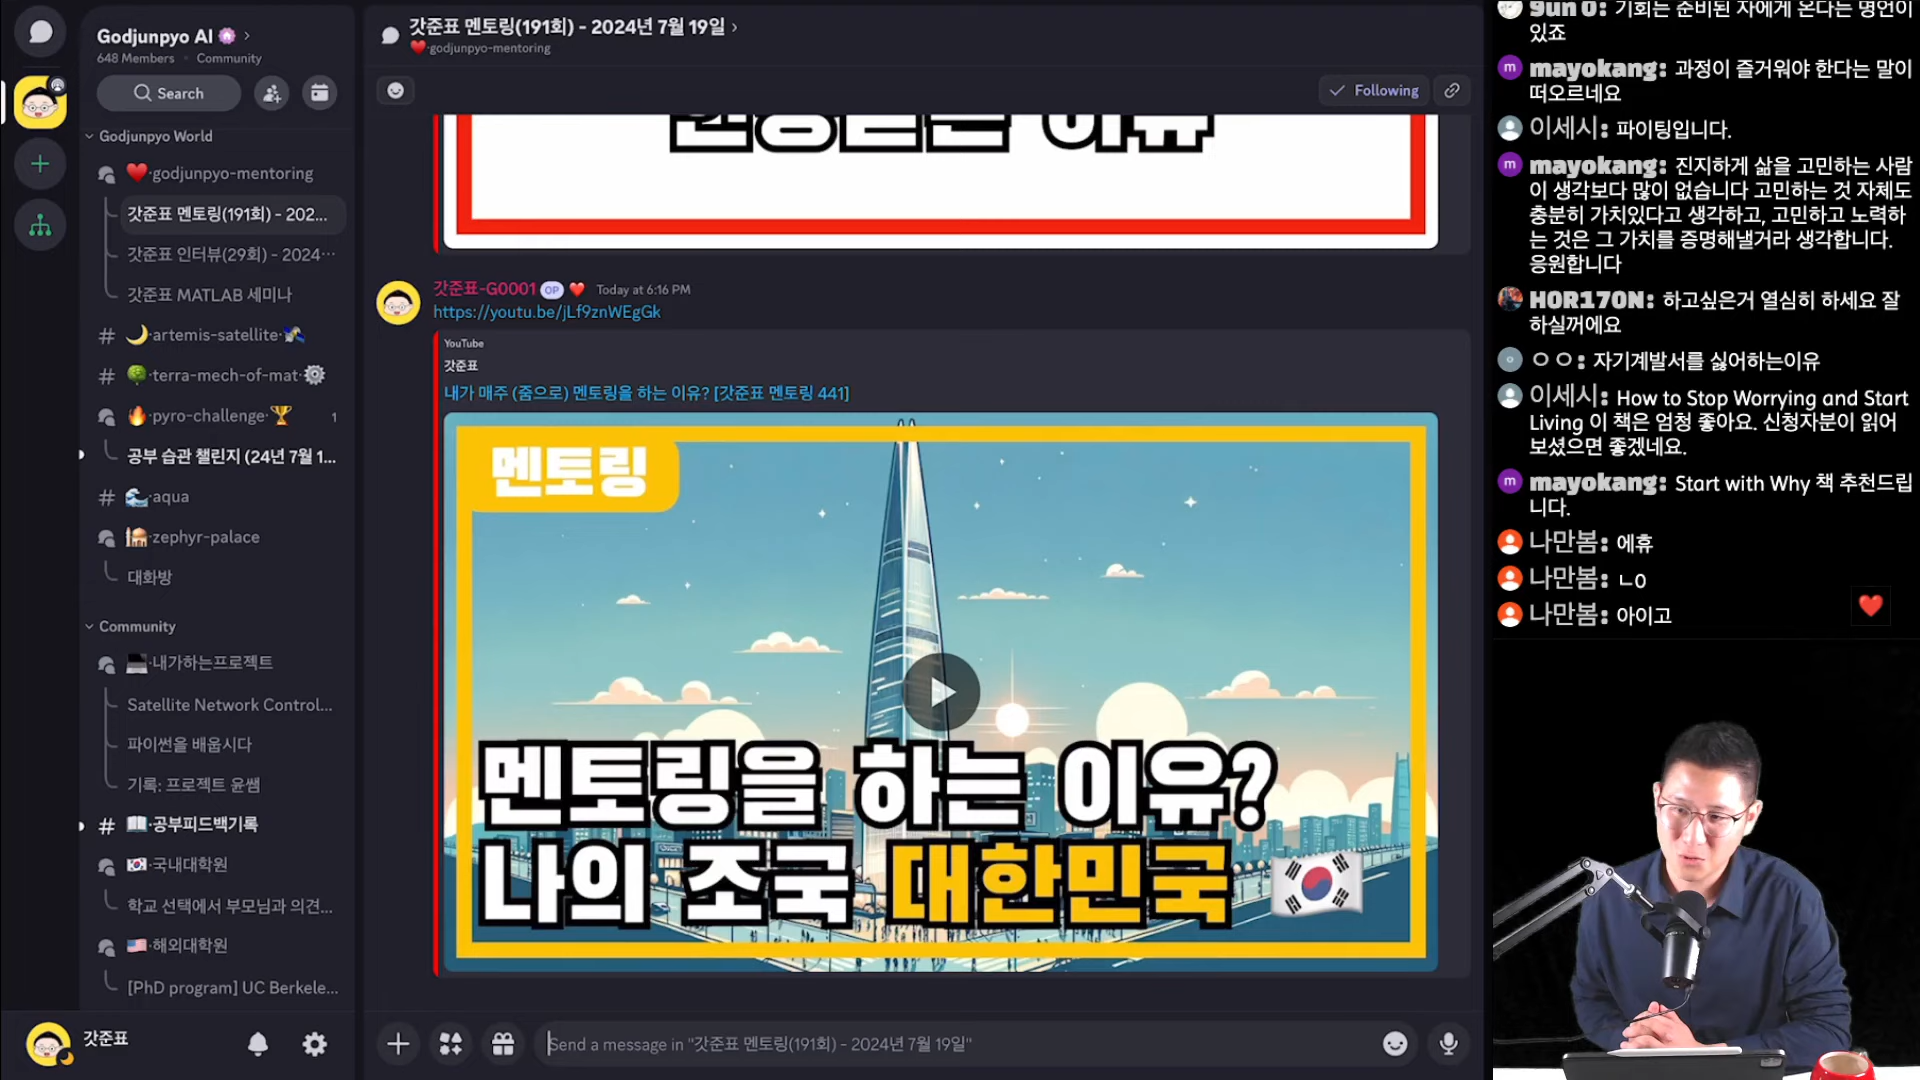 Godjunpyo AI
648 Members • Community
Search
Godjunpyo World
godjunpyo-mentoring
갓준표 멘토링(191회) - 202...
갓준표 인터뷰(29회) - 2024...
갓준표 MATLAB 세미나
artemis-satellite
terra-mech-of-mat
pyro-challenge 1
공부 습관 챌린지 (24년 7월 1...
aqua
zephyr-palace
대화방
Community
내가하는프로젝트
Satellite Network Control...
파이썬을 배웁시다
기록: 프로젝트 윤쌤
공부피드백기록
국내대학원
학교 선택에서 부모님과 의견...
해외대학원
[PhD program] UC Berkele...
갓준표
갓준표 멘토링(191회) - 2024년 7월 19일
godjunpyo-mentoring
Following
갓준표-G0001 OP Today at 6:16 PM
https://youtu.be/jLf9znWEgGk
YouTube
갓준표
내가 매주 (줌으로) 멘토링을 하는 이유? [갓준표 멘토링 441]
멘토링
멘토링을 하는 이유?
나의 조국 대한민국
Send a message in "갓준표 멘토링(191회) - 2024년 7월 19일"
gun 0: 기회는 준비된 자에게 온다는 명언이
있죠
mayokang: 과정이 즐거워야 한다는 말이
떠오르네요
이세시: 파이팅입니다.
mayokang: 진지하게 삶을 고민하는 사람
이 생각보다 많이 없습니다 고민하는 것 자체도
충분히 가치있다고 생각하고, 고민하고 노력하
는 것은 그 가치를 증명해낼거라 생각합니다.
응원합니다
H0R170N: 하고싶은거 열심히 하세요 잘
하실꺼에요
ㅇㅇ: 자기계발서를 싫어하는이유
이세시: How to Stop Worrying and Start
Living 이 책은 엄청 좋아요. 신청자분이 읽어
보셨으면 좋겠네요.
mayokang: Start with Why 책 추천드립
니다.
나만봄: 에휴
나만봄: ㄴ0
나만봄: 아이고